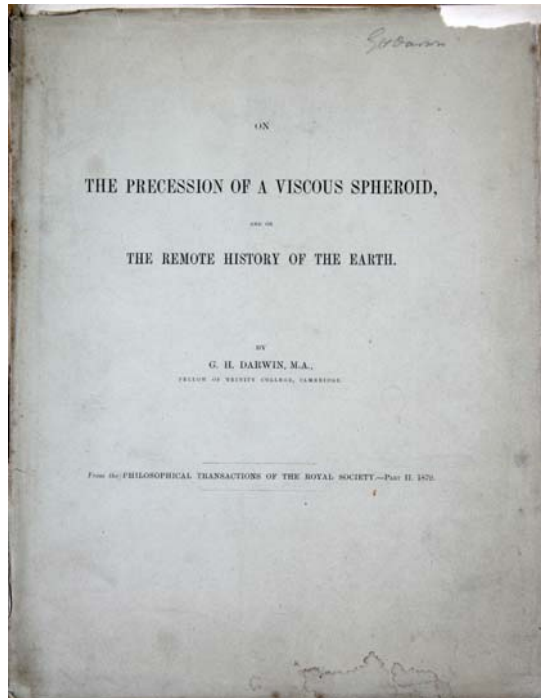 G H Darwin
ON
THE PRECESSION OF A VISCOUS SPHEROID,
AND ON
THE REMOTE HISTORY OF THE EARTH.
BY
G. H. DARWIN, M.A.,
FELLOW OF TRINITY COLLEGE, CAMBRIDGE.
From the PHILOSOPHICAL TRANSACTIONS OF THE ROYAL SOCIETY.—PART II. 1879.